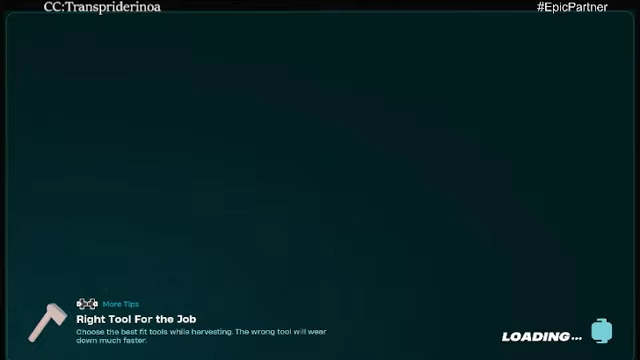 CC:Transpriderinoa
#EpicPartner
More Tips
Right Tool For the Job
Choose the best fit tools while harvesting. The wrong tool will wear
down much faster.
LOADING...